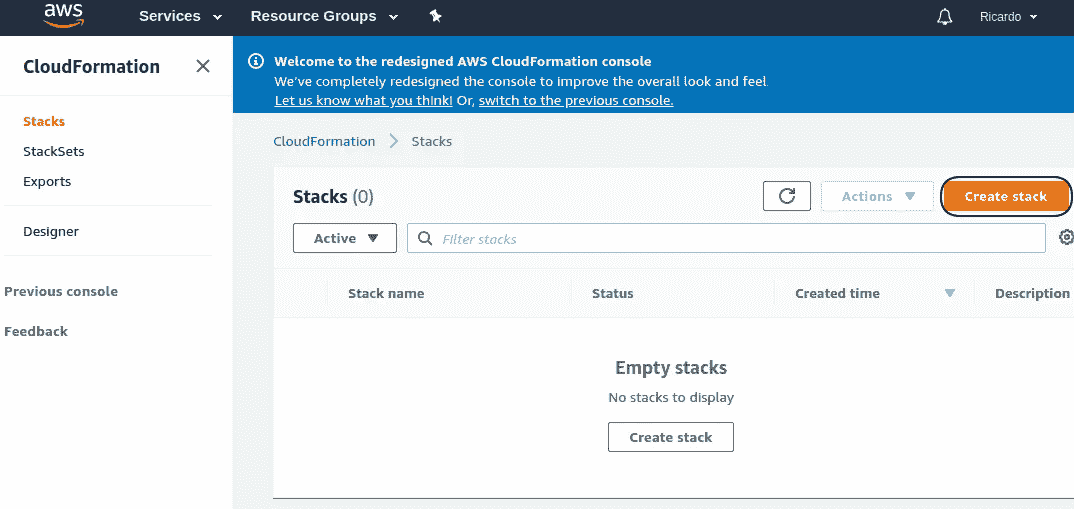 aws Services Resource Groups Ricardo
CloudFormation
Stacks
StackSets
Exports
Designer
Previous console
Feedback
Welcome to the redesigned AWS CloudFormation console
We've completely redesigned the console to improve the overall look and feel
Let us know what you think! Or, switch to the previous console.
CloudFormation Stacks
Stacks (0) Actions Create stack
Active Filter stacks
Stack name Status Created time Description
Empty stacks
No stacks to display
Create stack